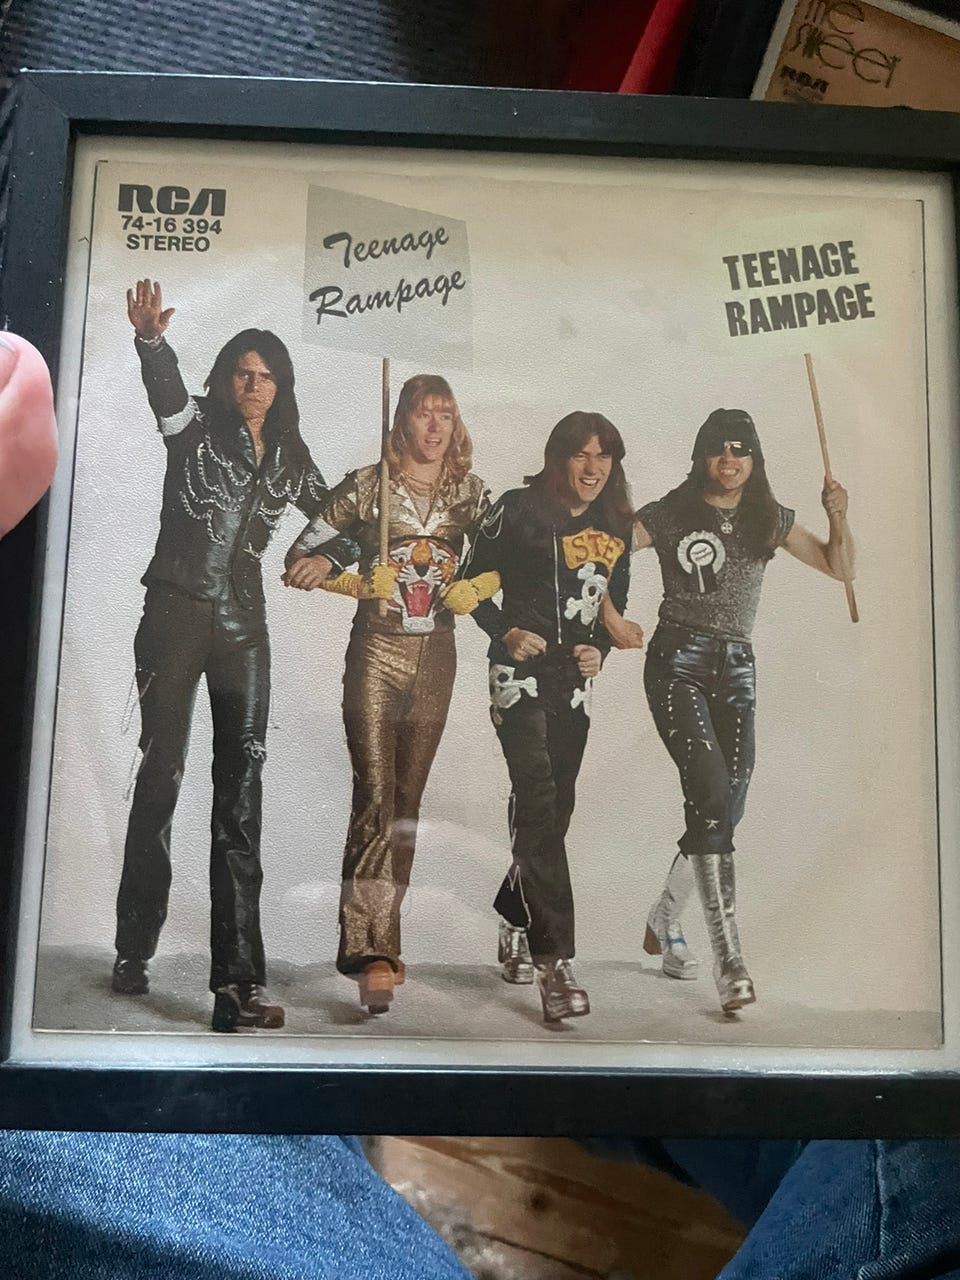 THE
SWEET
RCA
RCA
74-16 394
STEREO
Teenage
Rampage
TEENAGE
RAMPAGE
STE